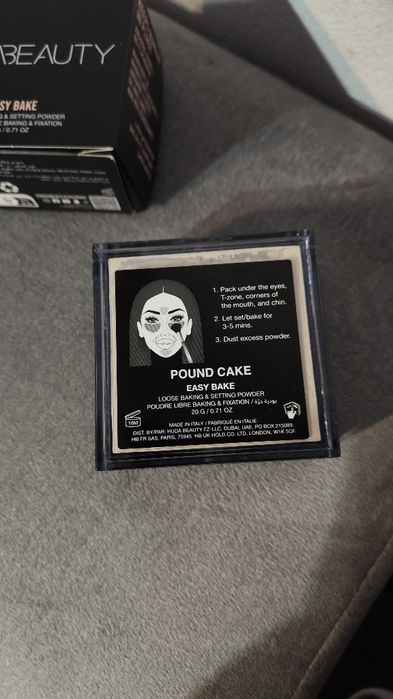 BEAUTY
SY BAKE
& SETTING POWDER
BAKING & FIXATION
/ 0.71 OZ
1. Pack under the eyes,
T-zone, corners of
the mouth, and chin.
2. Let set/bake for
3-5 mins.
3. Dust excess powder.
POUND CAKE
EASY BAKE
LOOSE BAKING & SETTING POWDER
POUDRE LIBRE BAKING & FIXATION / بودرة حرّة
20 G / 0.71 OZ
18M
MADE IN ITALY / FABRIQUÉ EN ITALIE
DIST. BY/PAR: HUDA BEAUTY FZ-LLC. DUBAI, UAE, PO BOX 215089.
HB FR SAS. PARIS, 75945. HB UK HOLD CO. LTD. LONDON, W1K 5QF.